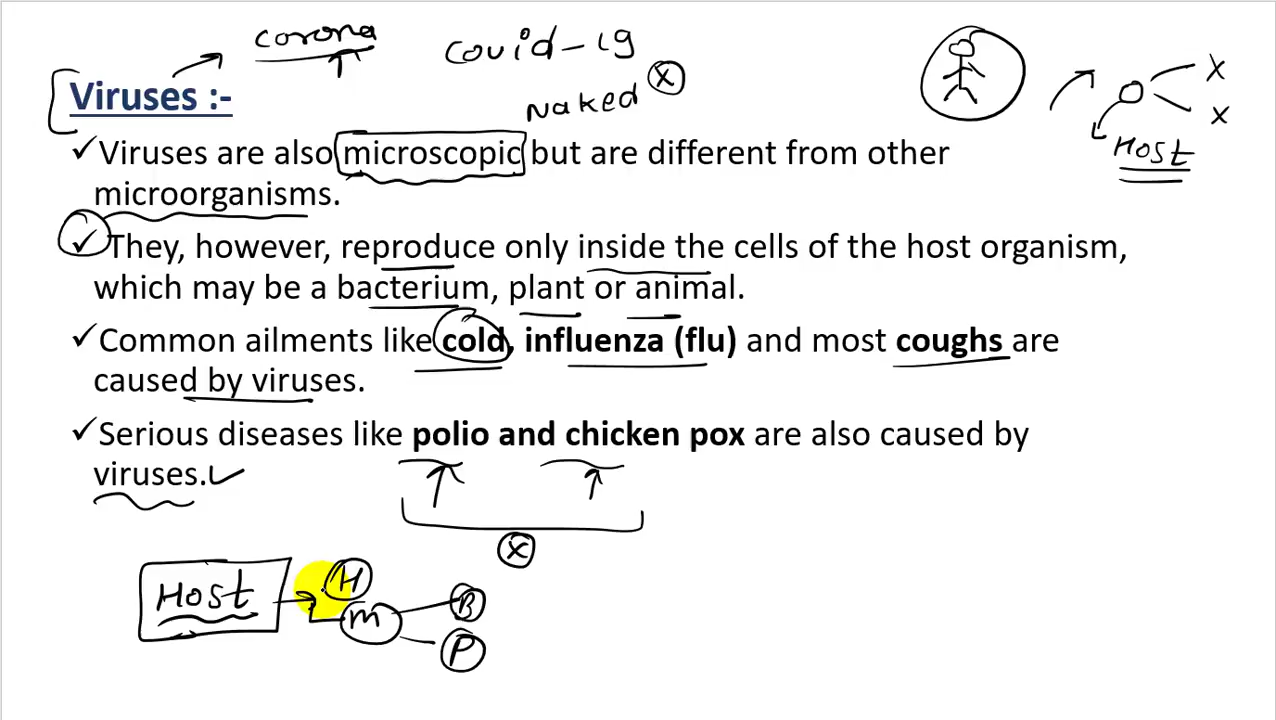 corona
covid-19
Naked
x
Viruses :-
x
x
HOST
✓Viruses are also microscopic but are different from other
microorganisms.
✓They, however, reproduce only inside the cells of the host organism,
which may be a bacterium, plant or animal.
✓Common ailments like cold, influenza (flu) and most coughs are
caused by viruses.
✓Serious diseases like polio and chicken pox are also caused by
viruses.
x
HOST
H
m
B
P